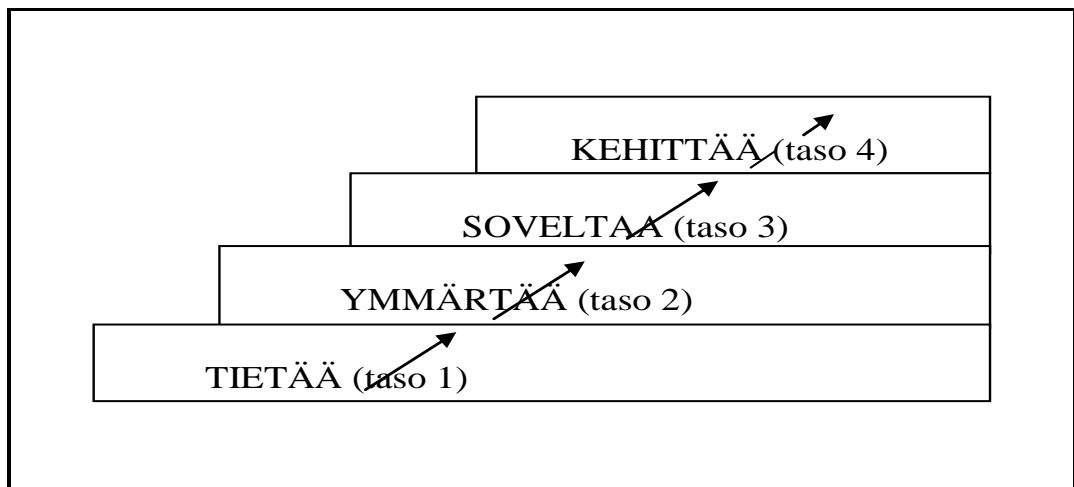 KEHITTÄÄ (taso 4)
SOVELTAA (taso 3)
YMMÄRTÄÄ (taso 2)
TIETÄÄ (taso 1)